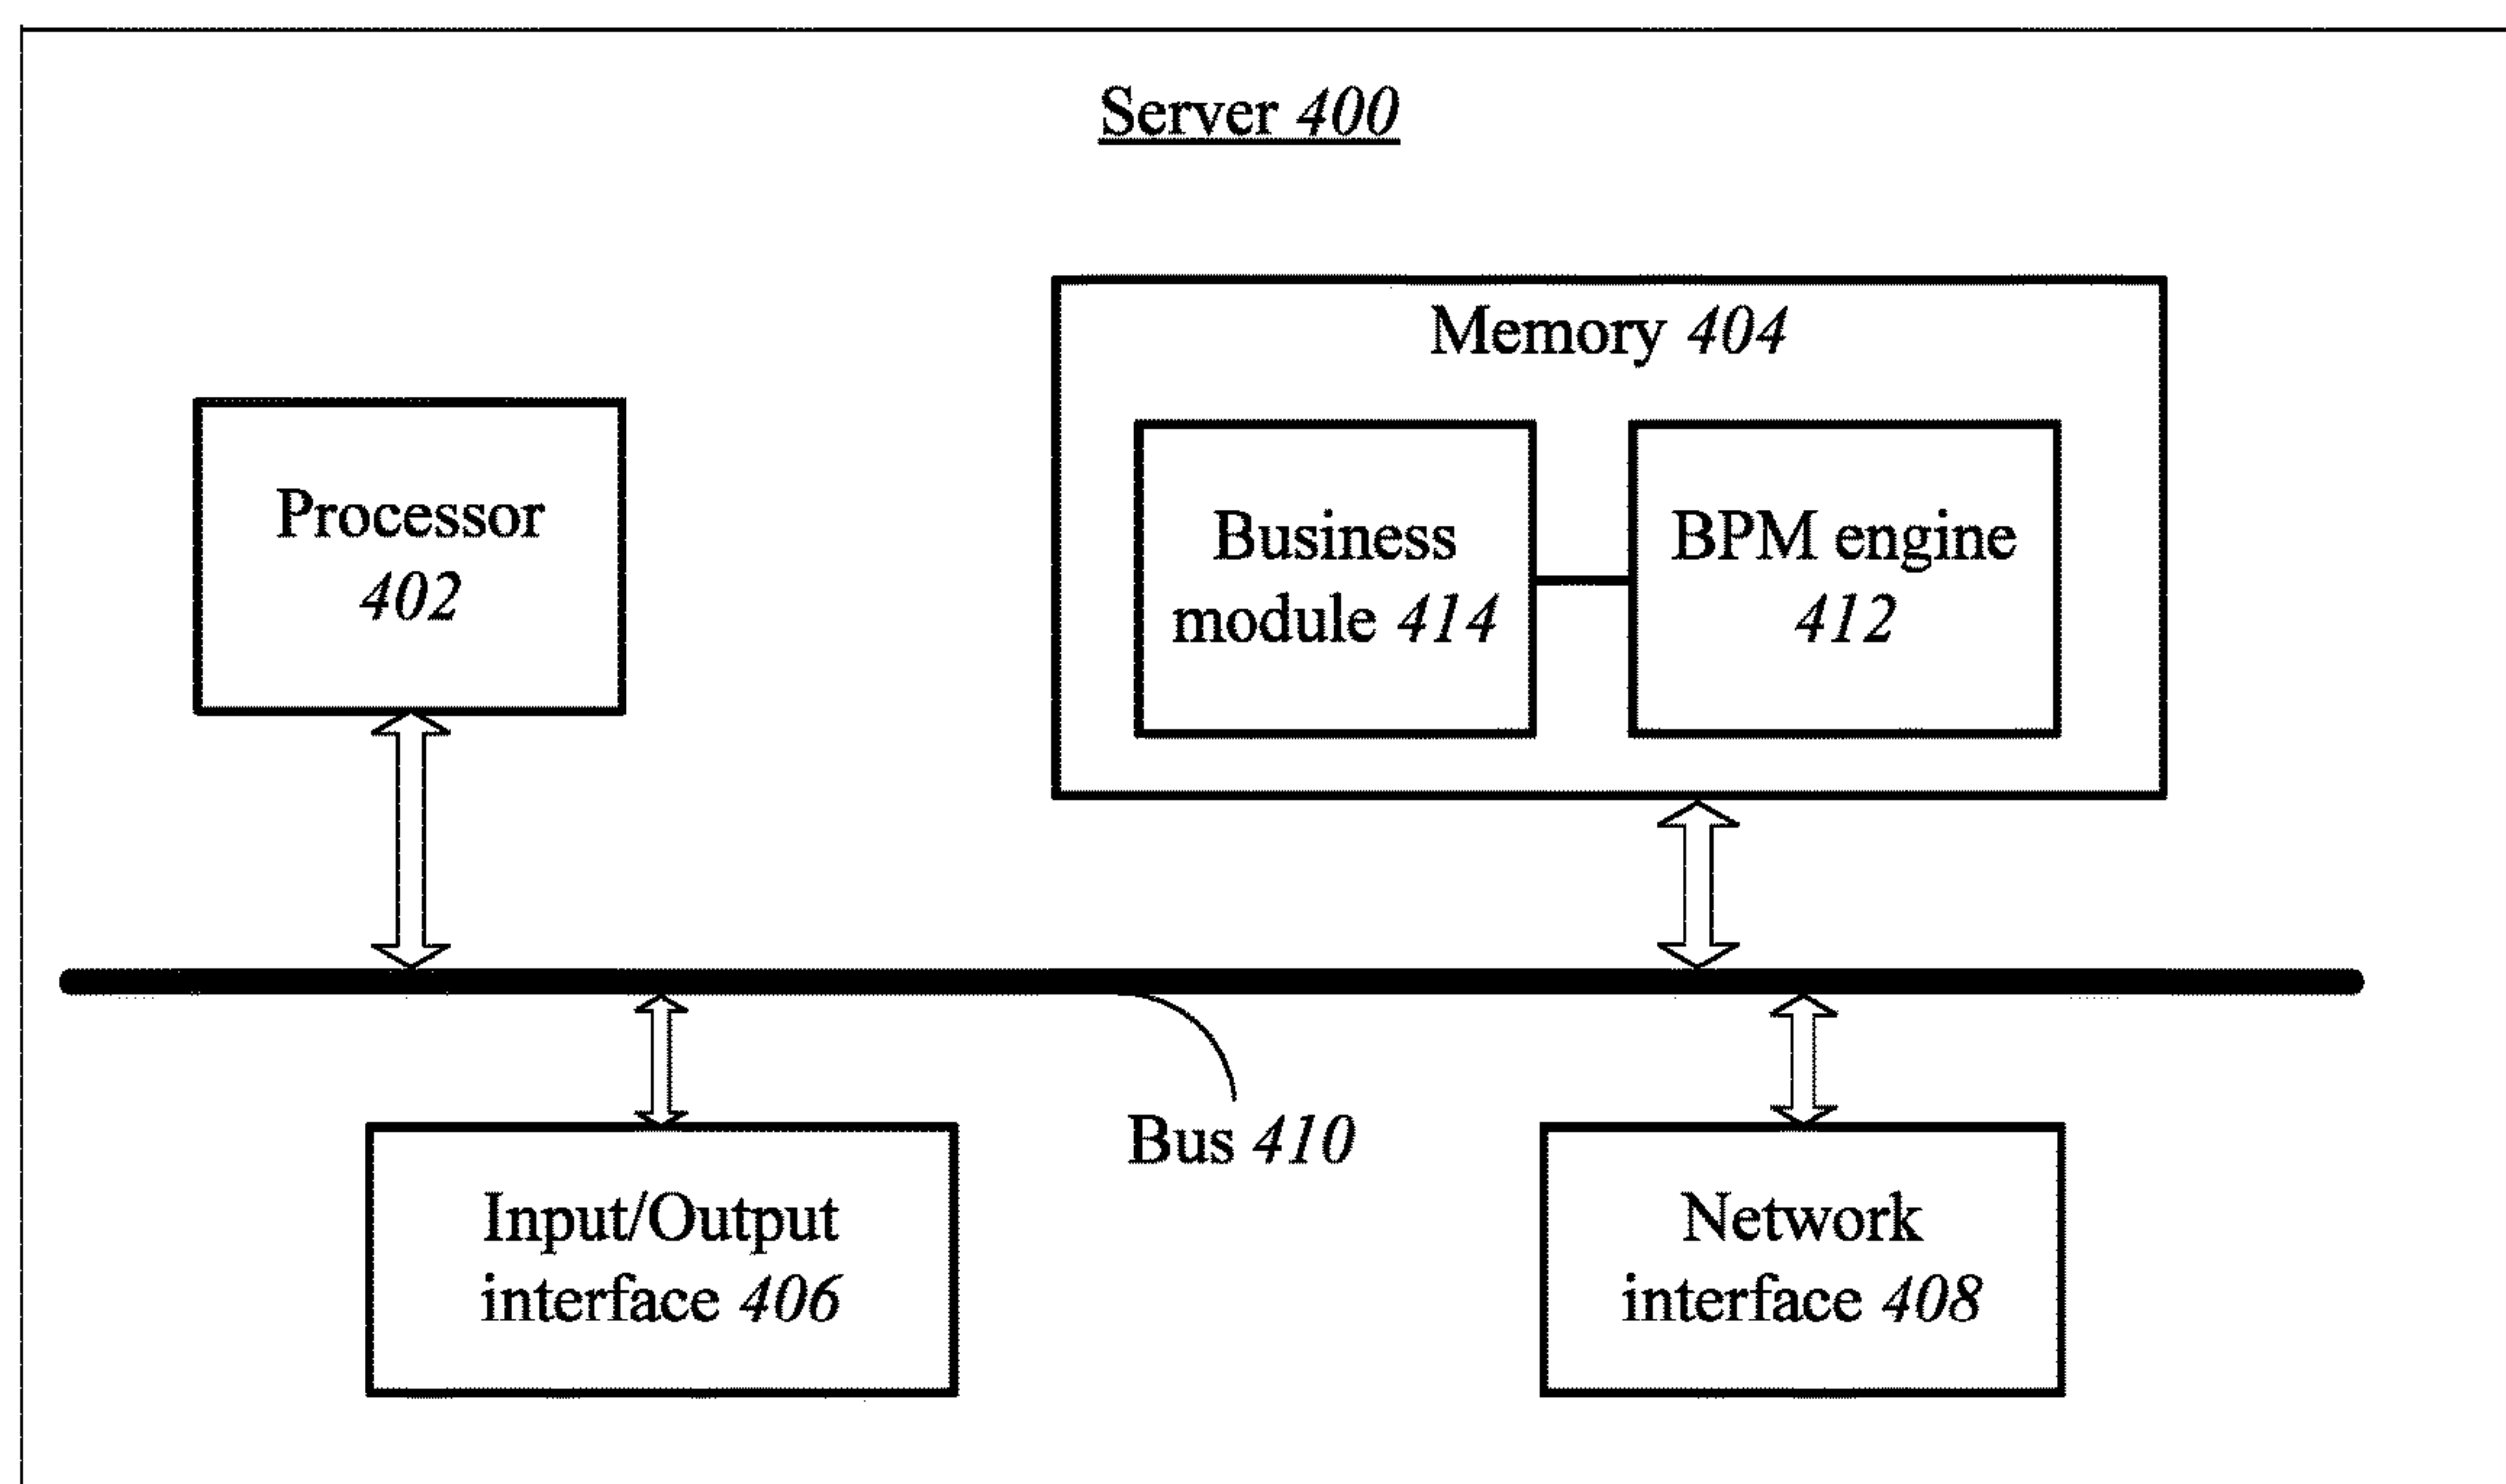 Server 400
Memory 404
Processor
402
Business
module 414
BPM engine
412
Bus 410
Input/Output
interface 406
Network
interface 408